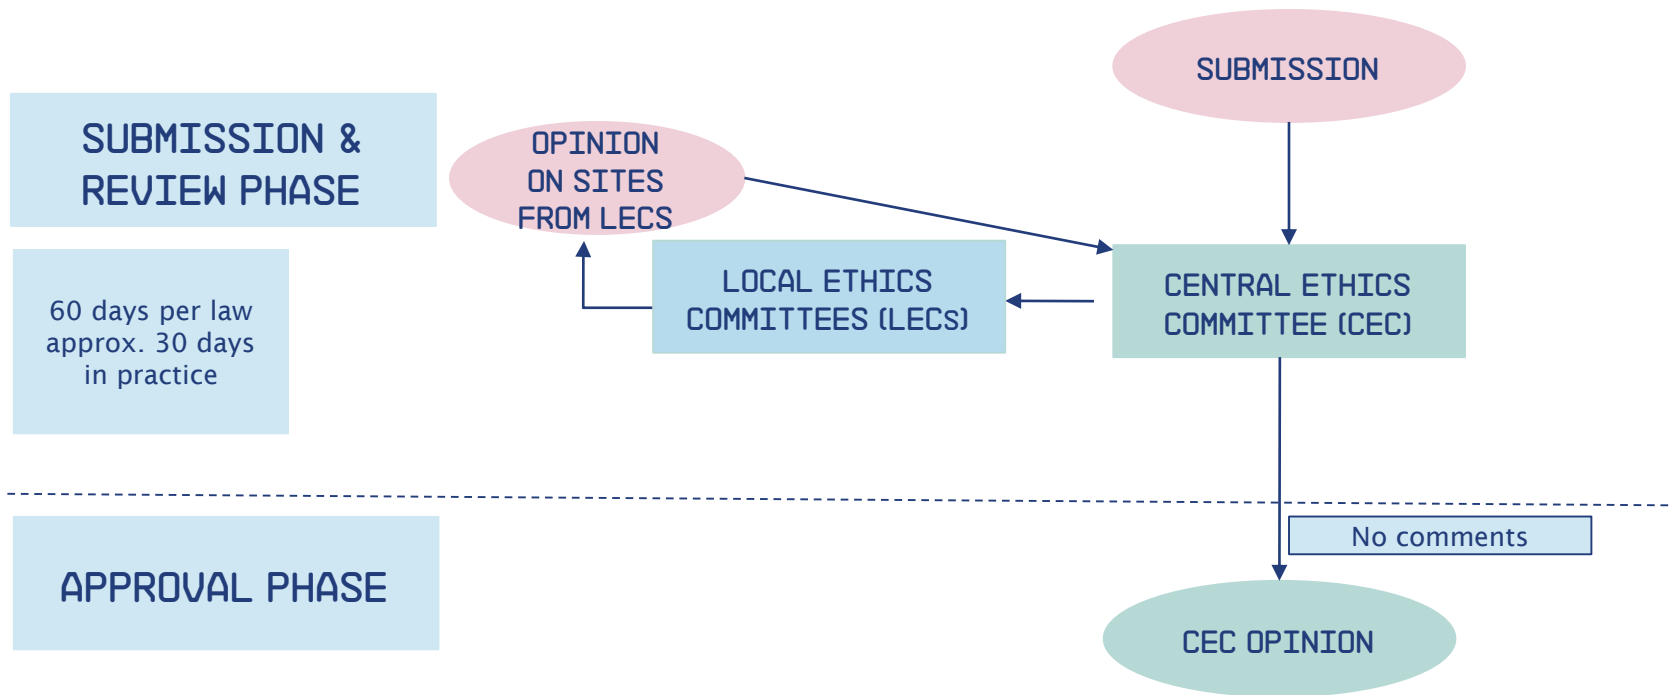 SUBMISSION
SUBMISSION &
REVIEW PHASE
OPINION
ON SITES
FROM LECS
LOCAL ETHICS
COMMITTEES (LECs)
CENTRAL ETHICS
COMMITTEE (CEC)
60 days per law
approx. 30 days
in practice
No comments
APPROVAL PHASE
CEC OPINION